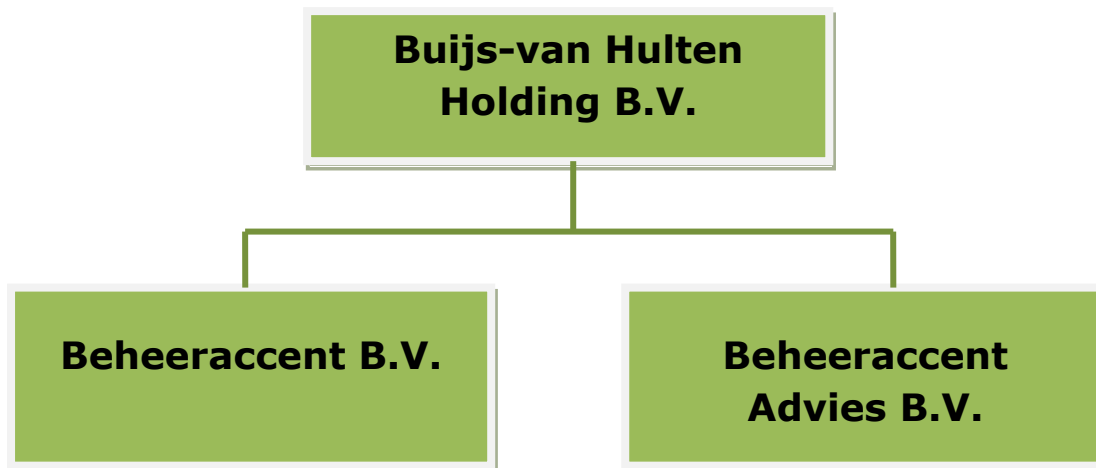 Buijs-van Hulten
Holding B.V.
Beheeraccent B.V.
Beheeraccent
Advies B.V.